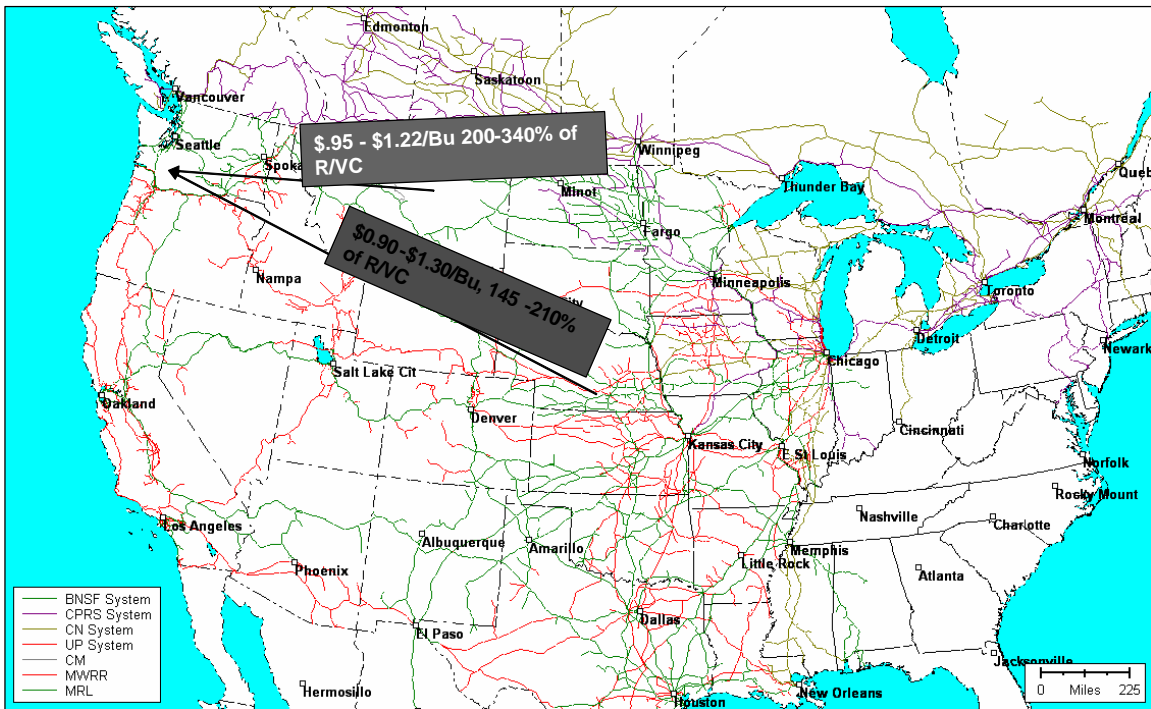 Edmonton
Saskatoon
Vancouver
Seattle
Spoka
$.95 - $1.22/Bu 200-340% of
R/VC
Winnipeg
Minot
Thunder Bay
Queb
Montreal
Fargo
$0.90 -$1.30/Bu, 145 -210%
of R/VC
Nampa
City
Minneapolis
Toronto
Detroit
Newark
Chicago
Salt Lake Cit
Oakland
Denver
Kansas City
E St Louis
Cincinnati
Norfolk
Rocky Mount
Los Angeles
Albuquerque
Amarillo
Nashville
Charlotte
Memphis
Little Rock
Atlanta
Phoenix
Dallas
El Paso
Jacksonville
Hermosillo
Houston
New Orleans
BNSF System
CPRS System
CN System
UP System
CM
MWRR
MRL
0 Miles 225